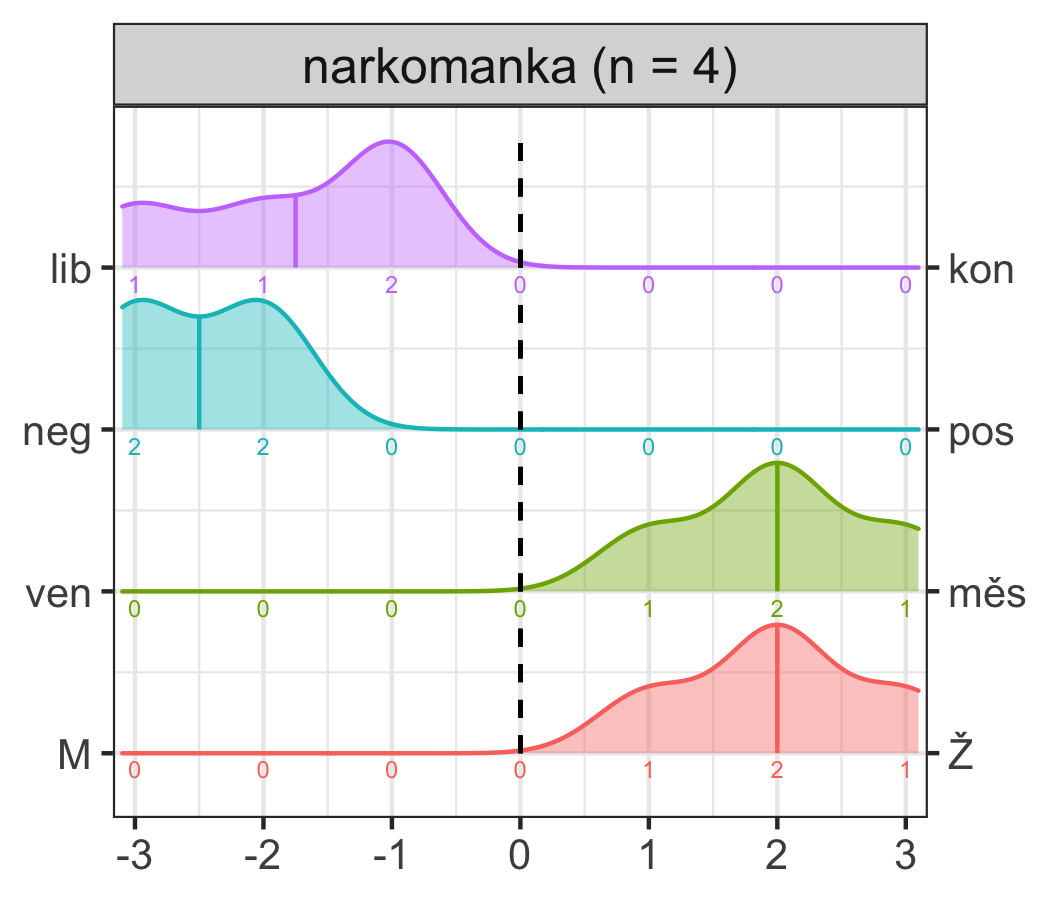 narkomanka (n = 4)
lib kon
1 1 2 0 0 0 0
neg pos
2 2 0 0 0 0 0
ven měs
0 0 0 0 1 2 1
M Ž
0 0 0 0 1 2 1
-3 -2 -1 0 1 2 3